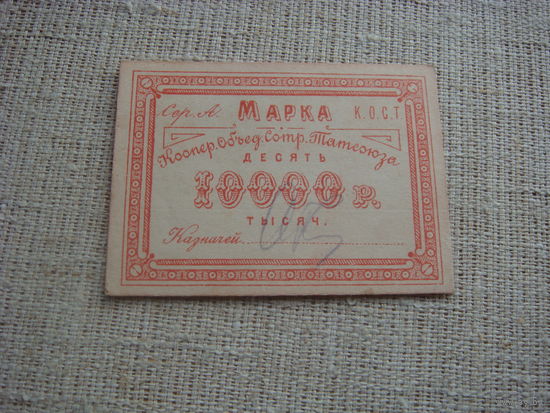 Сер. А. МАРКА К.О.С.Т
Коопер. Объед. Сотр. Татсоюза
ДЕСЯТЬ
10000 Р.
ТЫСЯЧ.
Казначей